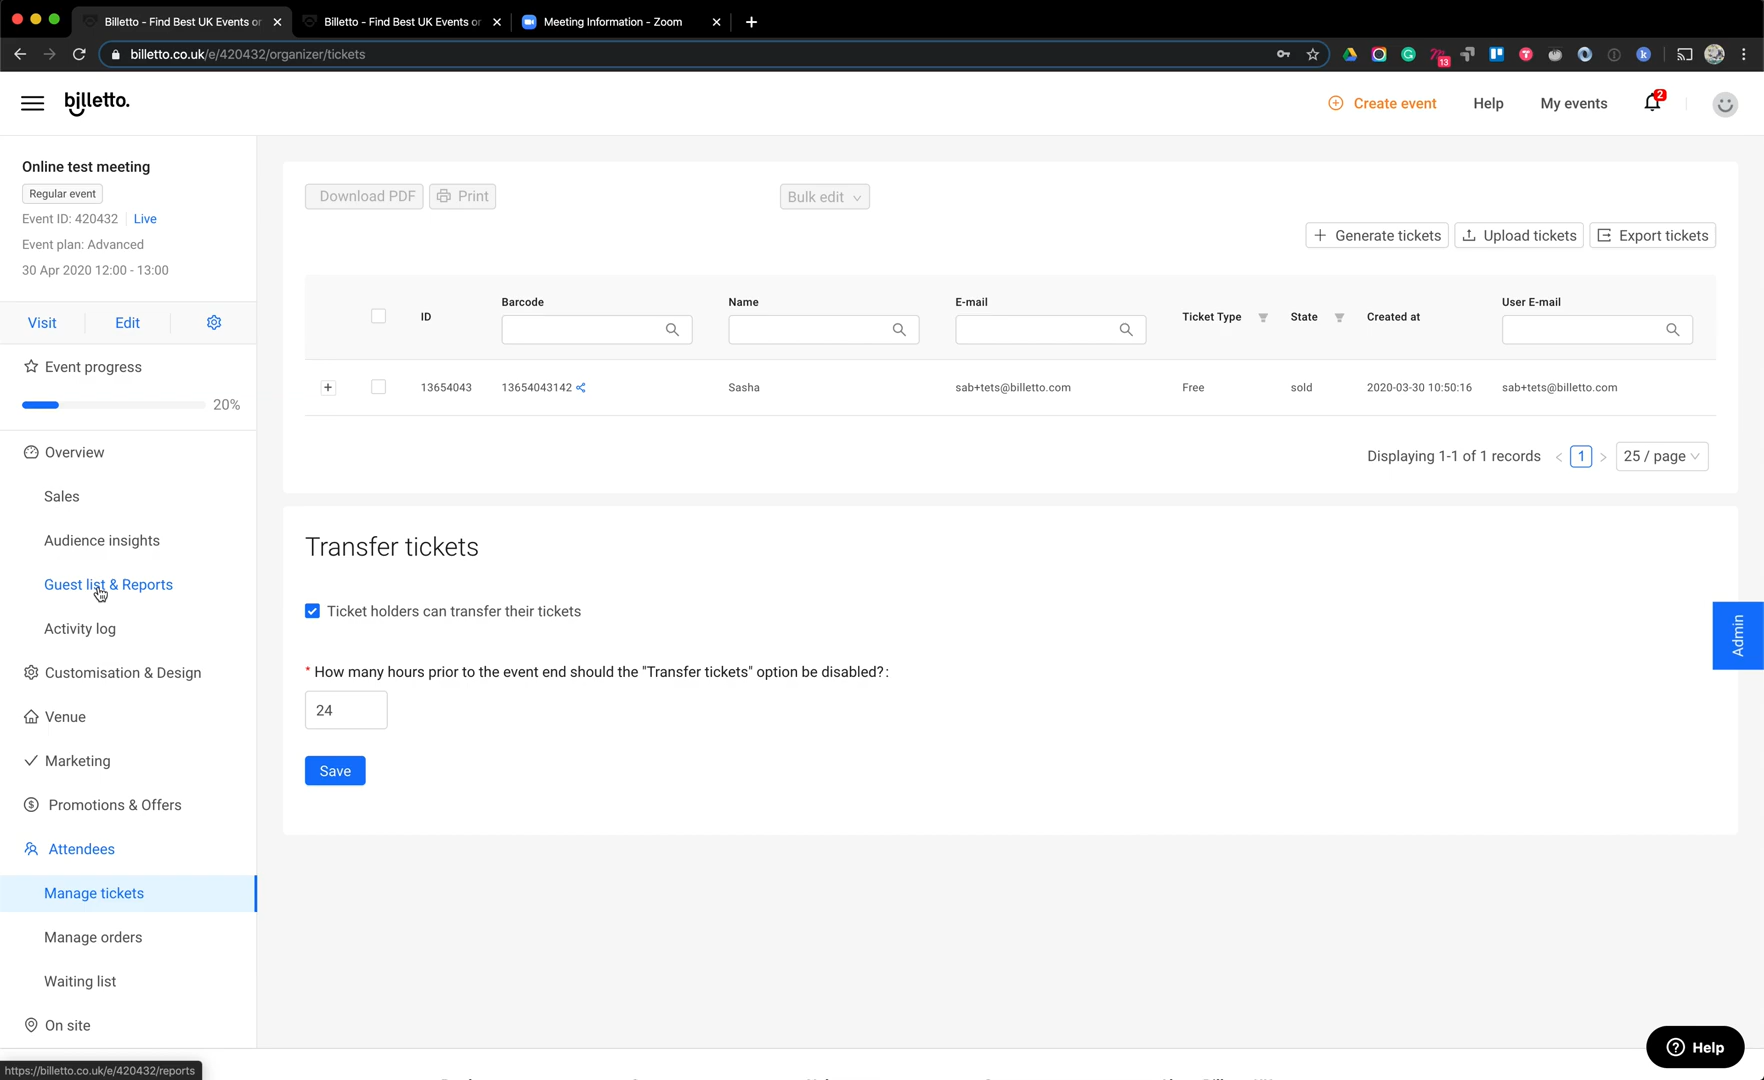 Billetto - Find Best UK Events or
Billetto - Find Best UK Events or
Meeting Information - Zoom
billetto.co.uk/e/420432/organizer/tickets
13
billetto.
Create event
Help
My events
2
Online test meeting
Regular event
Event ID: 420432
Live
Event plan: Advanced
30 Apr 2020 12:00 - 13:00
Visit
Edit
Event progress
20%
Overview
Sales
Audience insights
Guest list & Reports
Activity log
Customisation & Design
Venue
Marketing
Promotions & Offers
Attendees
Manage tickets
Manage orders
Waiting list
On site
https://billetto.co.uk/e/420432/reports
Download PDF
Print
Bulk edit
Generate tickets
Upload tickets
Export tickets
ID
Barcode
Name
E-mail
Ticket Type
State
Created at
User E-mail
13654043
13654043142
Sasha
sab+tets@billetto.com
Free
sold
2020-03-30 10:50:16
sab+tets@billetto.com
Displaying 1-1 of 1 records
1
25 / page
Transfer tickets
Ticket holders can transfer their tickets
* How many hours prior to the event end should the "Transfer tickets" option be disabled?:
24
Save
Admin
Help